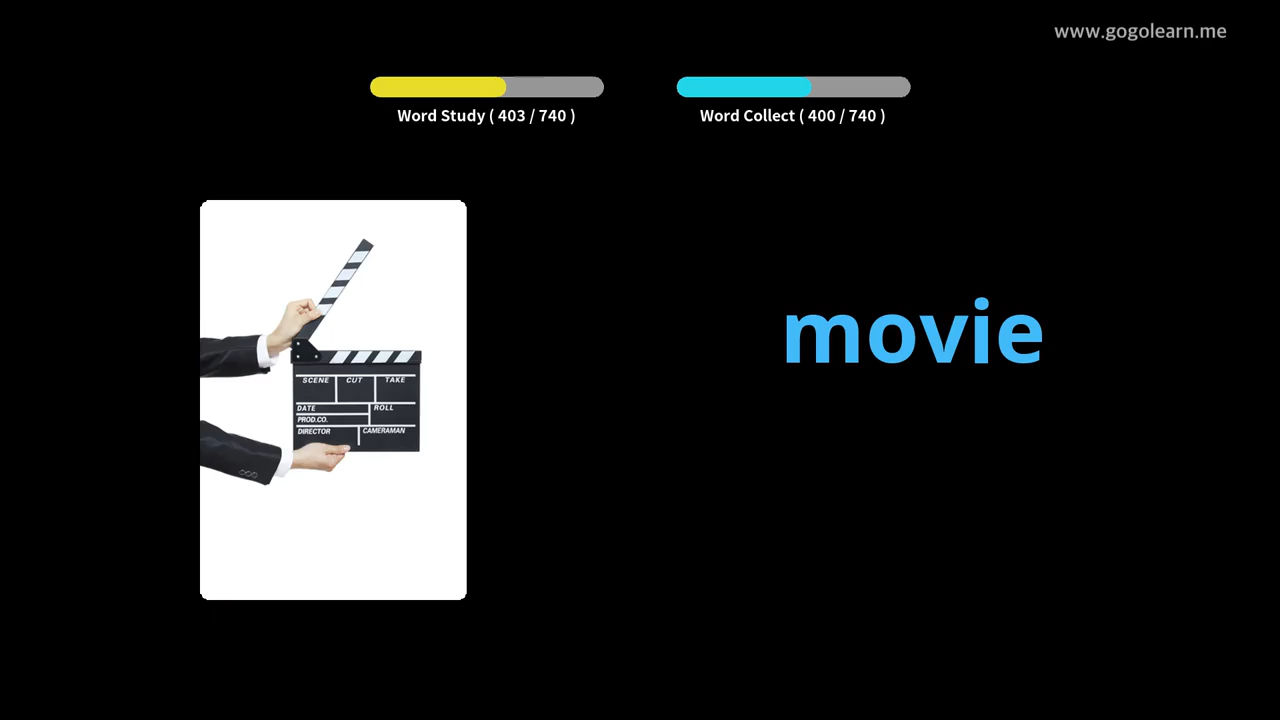 www.gogolearn.me
Word Study ( 403 / 740 )
Word Collect ( 400 / 740 )
movie
SCENE CUT TAKE
DATE ROLL
PROD.CO.
DIRECTOR CAMERAMAN